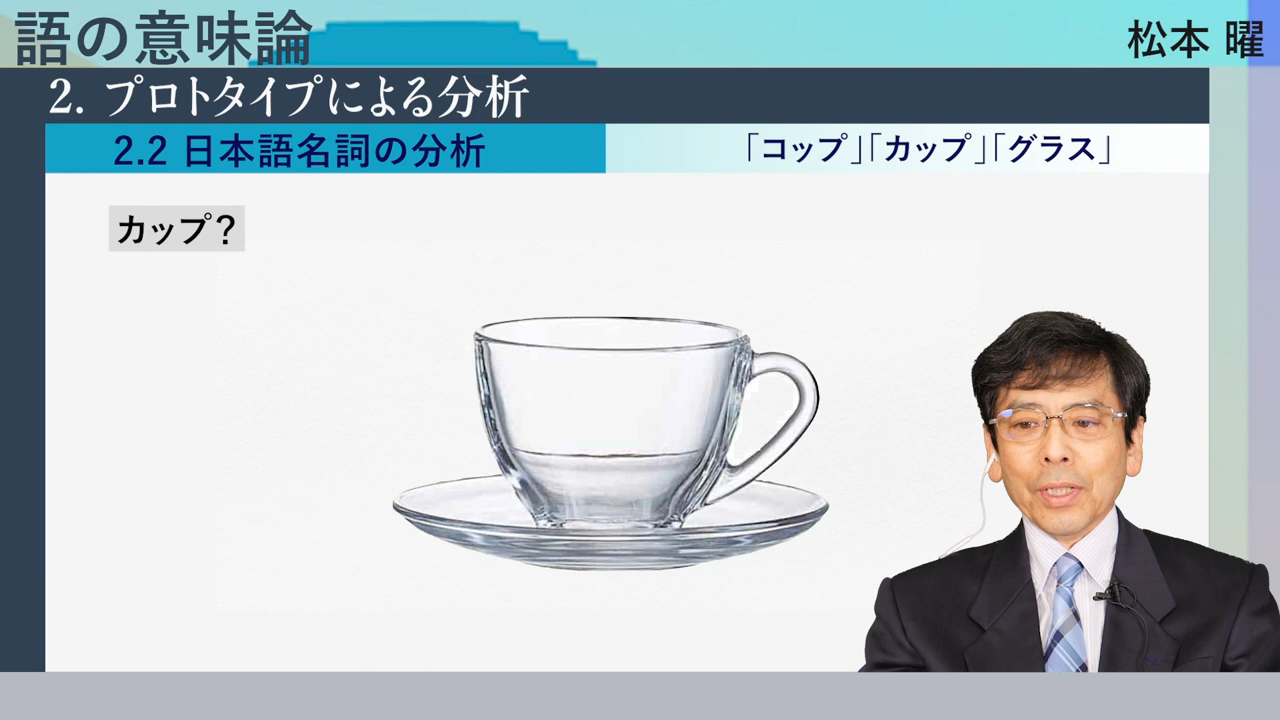 語の意味論
松本 曜
2. プロトタイプによる分析
2.2 日本語名詞の分析
「コップ」「カップ」「グラス」
カップ？